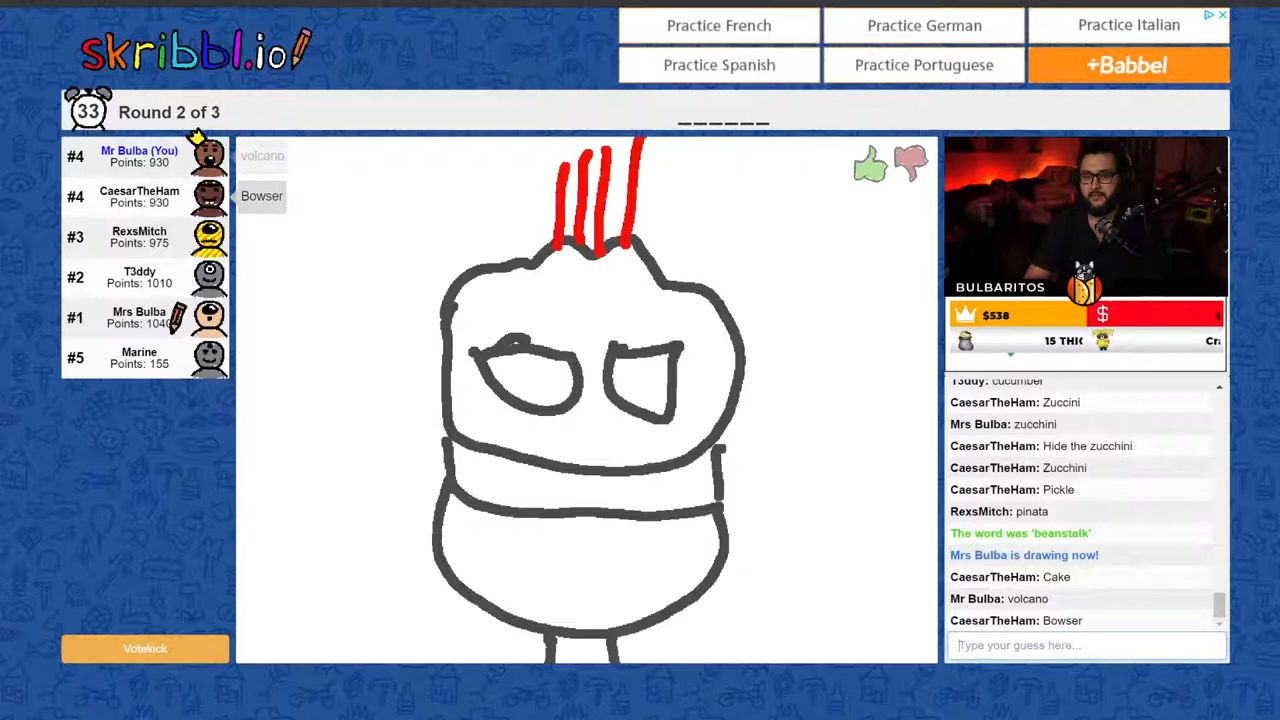 Practice French
Practice German
Practice Italian
Practice Spanish
Practice Portuguese
+Babbel
skribbl.io
33
Round 2 of 3
______
#4
Mr Bulba (You)
Points: 930
volcano
#4
CaesarTheHam
Points: 930
Bowser
#3
RexsMitch
Points: 975
#2
T3ddy
Points: 1010
#1
Mrs Bulba
Points: 1040
#5
Marine
Points: 155
Votekick
BULBARITOS
$538
$
15 THIC
Cra
T3ddy: cucumber
CaesarTheHam: Zuccini
Mrs Bulba: zucchini
CaesarTheHam: Hide the zucchini
CaesarTheHam: Zucchini
CaesarTheHam: Pickle
RexsMitch: pinata
The word was 'beanstalk'
Mrs Bulba is drawing now!
CaesarTheHam: Cake
Mr Bulba: volcano
CaesarTheHam: Bowser
Type your guess here...